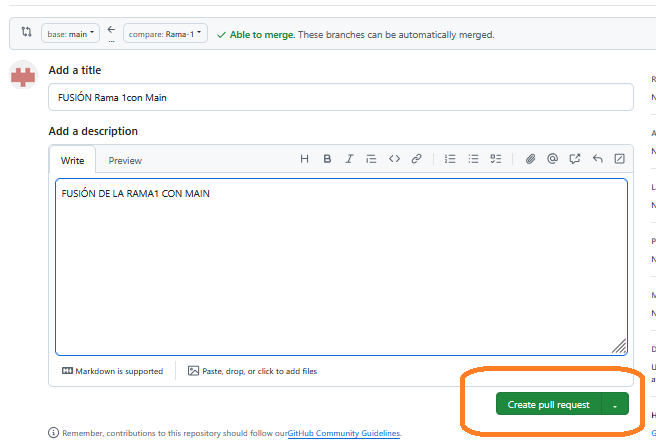 base: main
compare: Rama-1
Able to merge. These branches can be automatically merged.
Add a title
FUSIÓN Rama 1con Main
Add a description
Write Preview
FUSIÓN DE LA RAMA1 CON MAIN
Markdown is supported
Paste, drop, or click to add files
Create pull request
Remember, contributions to this repository should follow ourGitHub Community Guidelines.